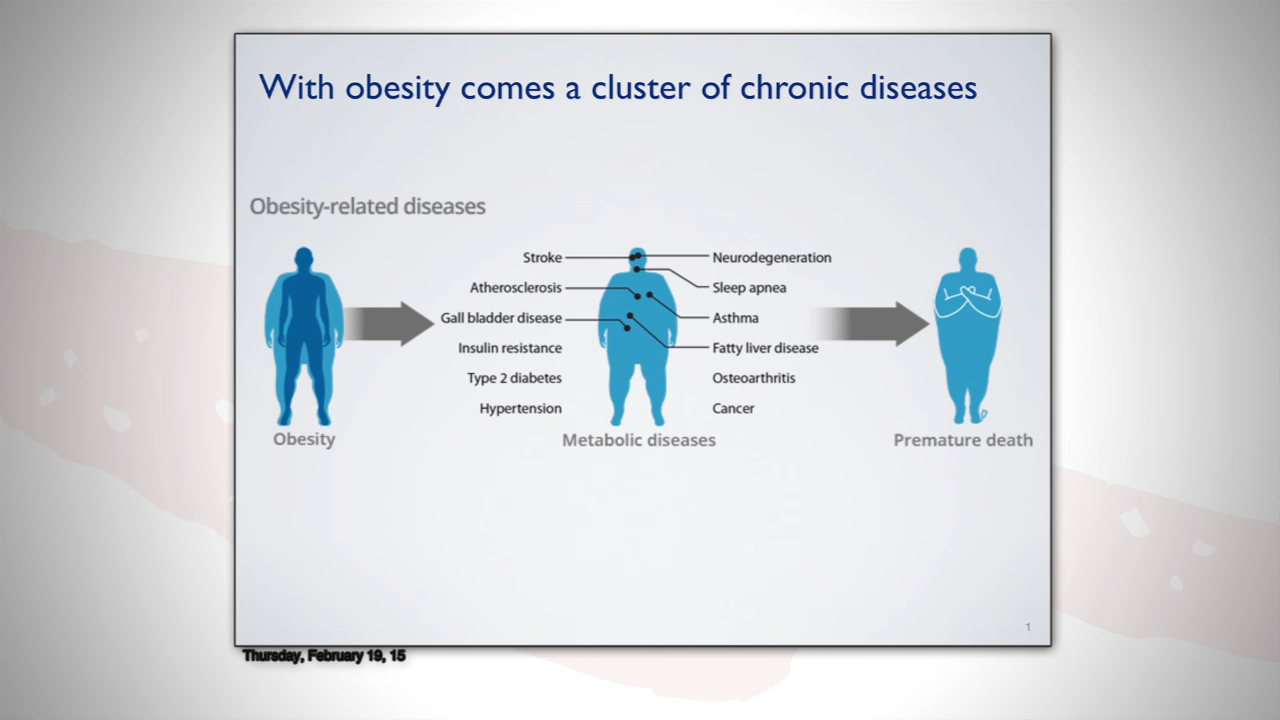 With obesity comes a cluster of chronic diseases
Obesity-related diseases
Stroke
Atherosclerosis
Gall bladder disease
Insulin resistance
Type 2 diabetes
Hypertension
Neurodegeneration
Sleep apnea
Asthma
Fatty liver disease
Osteoarthritis
Cancer
Obesity
Metabolic diseases
Premature death
1
Thursday, February 19, 15